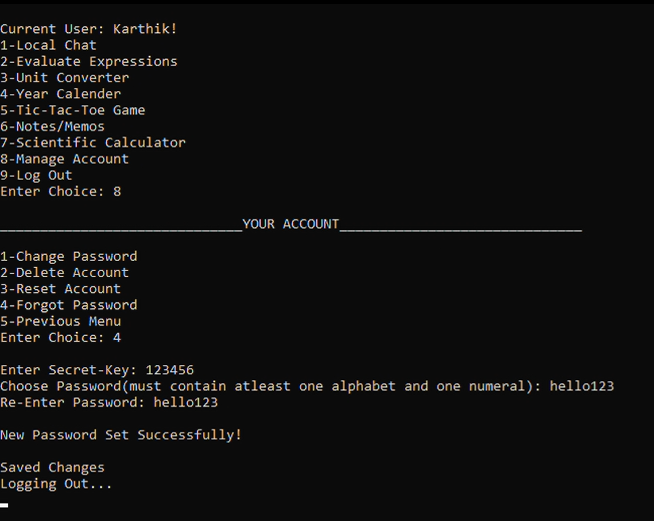 Current User: Karthik!
1-Local Chat
2-Evaluate Expressions
3-Unit Converter
4-Year Calender
5-Tic-Tac-Toe Game
6-Notes/Memos
7-Scientific Calculator
8-Manage Account
9-Log Out
Enter Choice: 8
______________________________YOUR ACCOUNT______________________________
1-Change Password
2-Delete Account
3-Reset Account
4-Forgot Password
5-Previous Menu
Enter Choice: 4
Enter Secret-Key: 123456
Choose Password(must contain atleast one alphabet and one numeral): hello123
Re-Enter Password: hello123
New Password Set Successfully!
Saved Changes
Logging Out...